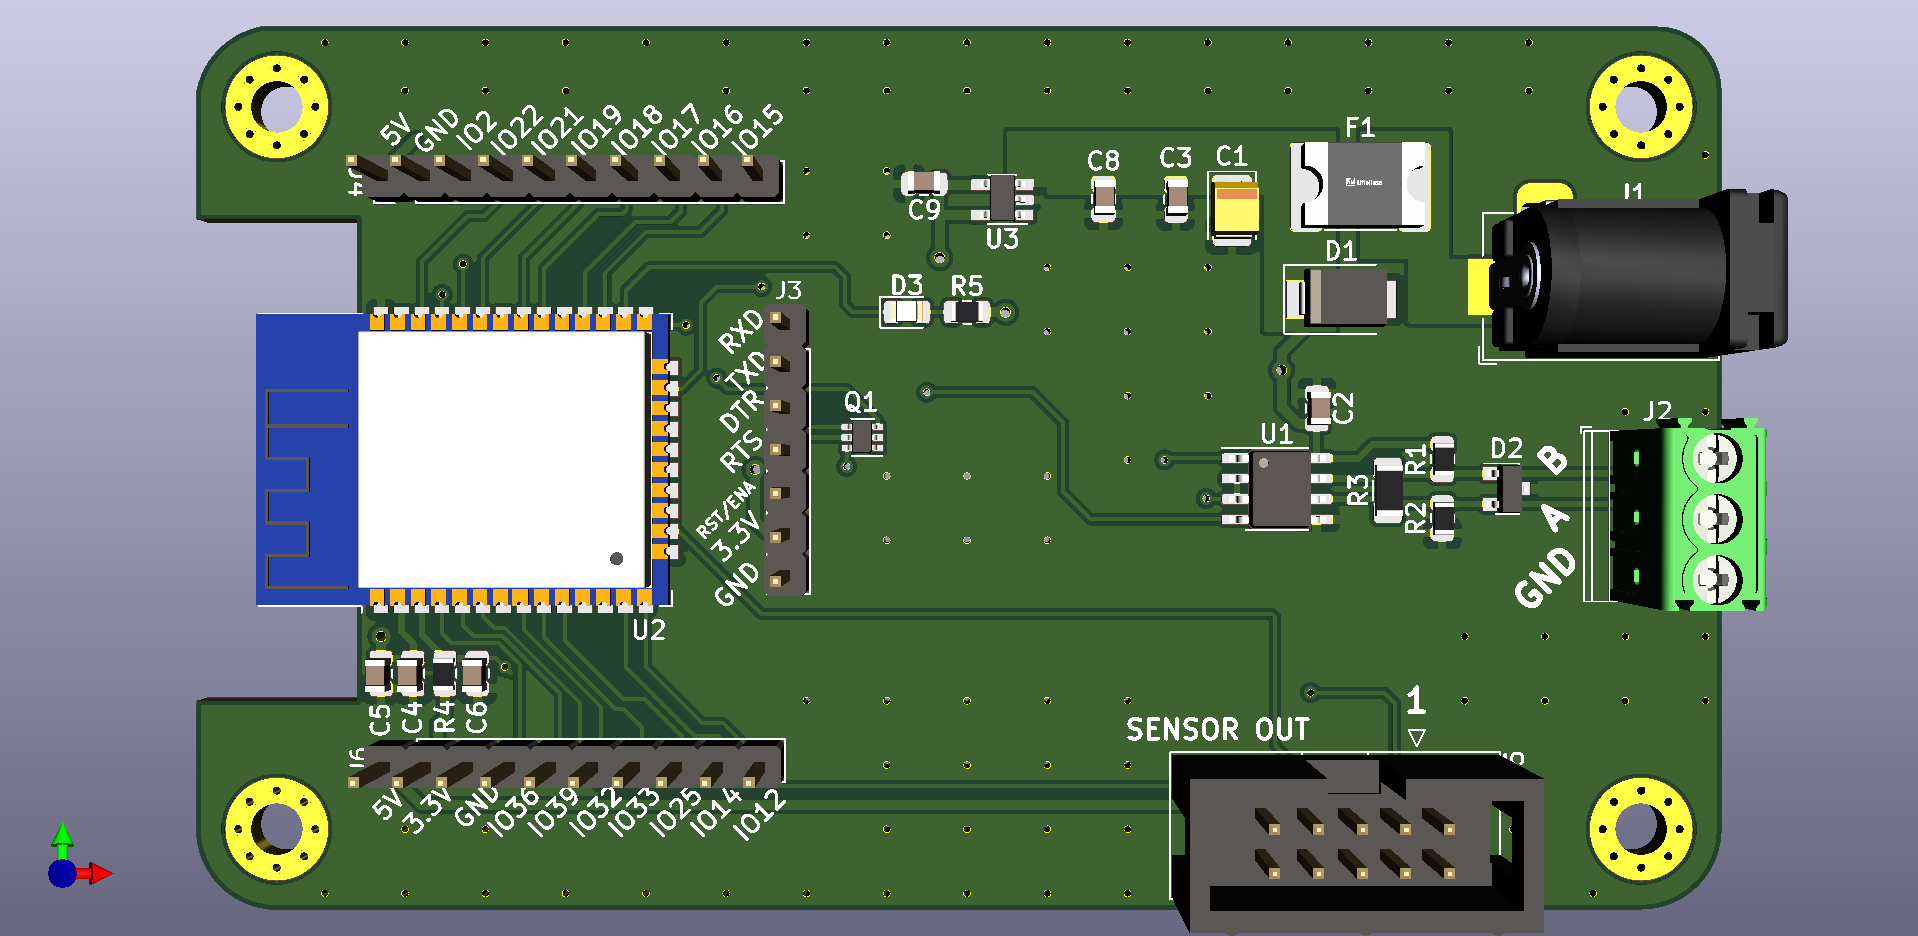 5V
GND
IO2
IO22
IO21
IO19
IO18
IO17
IO16
IO15
F1
C8
C3
C1
J1
C9
U3
D1
J3
D3
R5
RXD
TXD
DTR
RTS
RST/ENA
3.3V
GND
Q1
C2
J2
U1
R1
D2
B
R3
R2
A
GND
U2
C5
C4
R4
C6
1
SENSOR OUT
J6
5V
3.3V
GND
IO36
IO39
IO32
IO33
IO25
IO14
IO12